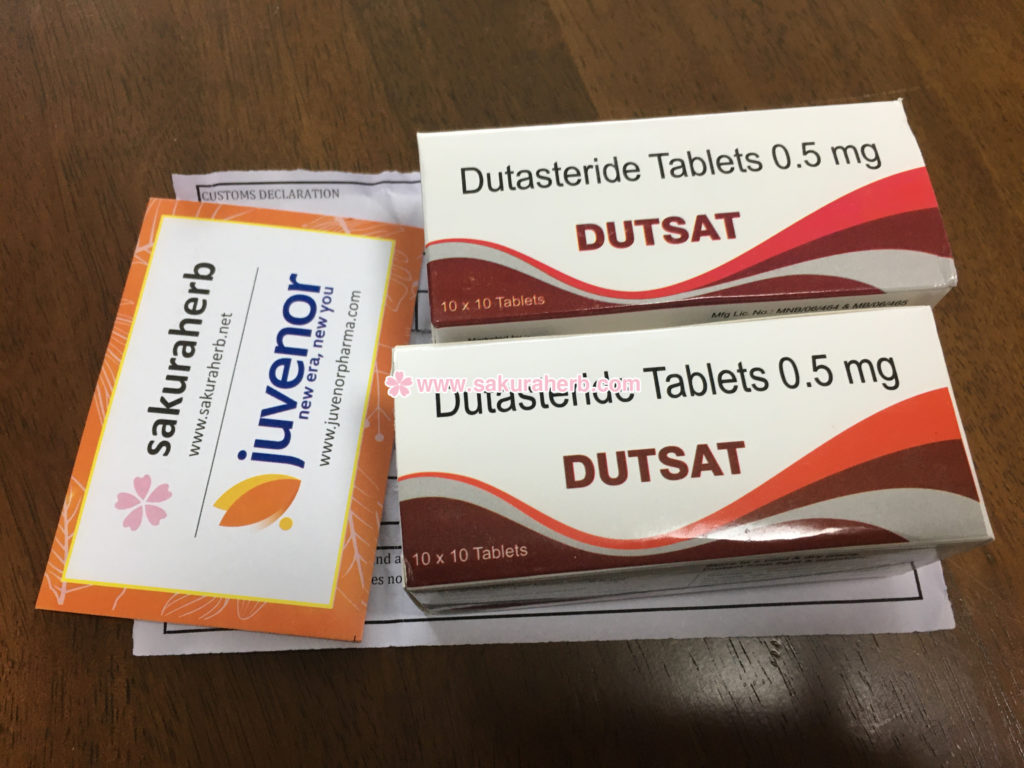 CUSTOMS DECLARATION
sakuraherb
www.sakuraherb.net
juvenor
new era, new you
www.juvenorpharma.com
Dutasteride Tablets 0.5 mg
DUTSAT
10 x 10 Tablets
Mfg Lic. No.: MNB/06/464 & MB/06/465
www.sakuraherb.com
Dutasteride Tablets 0.5 mg
DUTSAT
10 x 10 Tablets